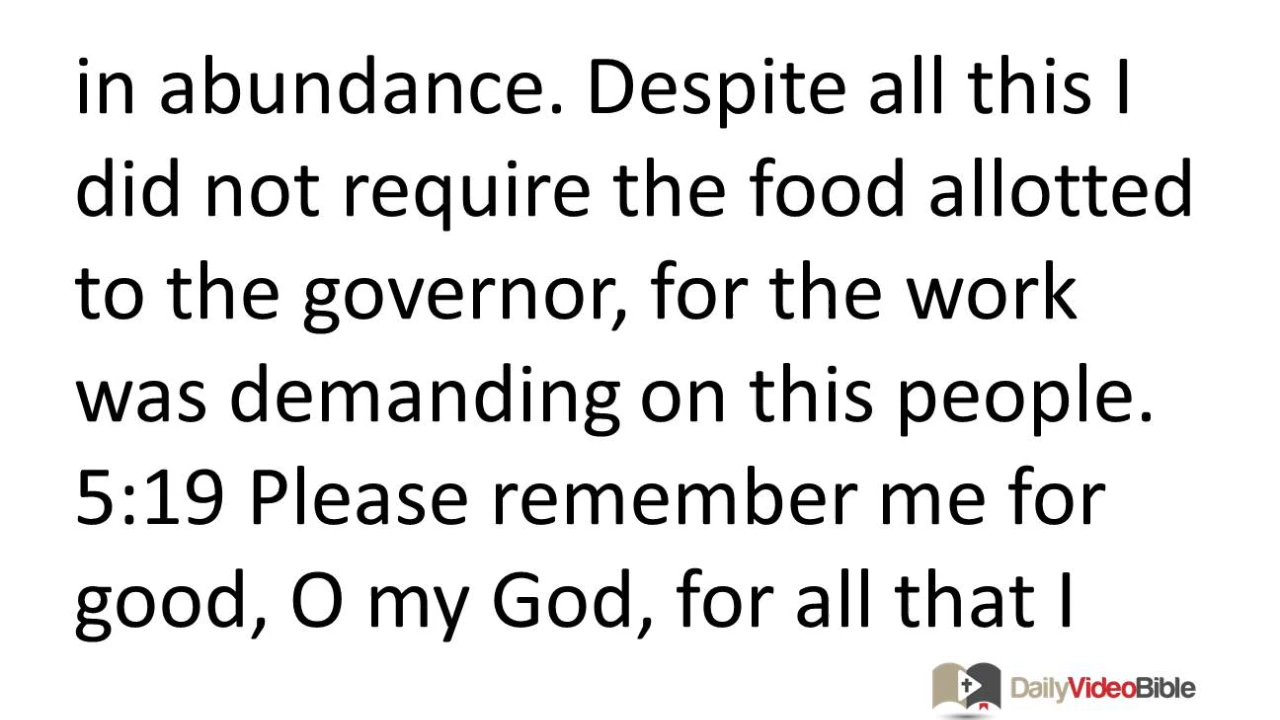 in abundance. Despite all this I
did not require the food allotted
to the governor, for the work
was demanding on this people.
5:19 Please remember me for
good, O my God, for all that I
DailyVideoBible